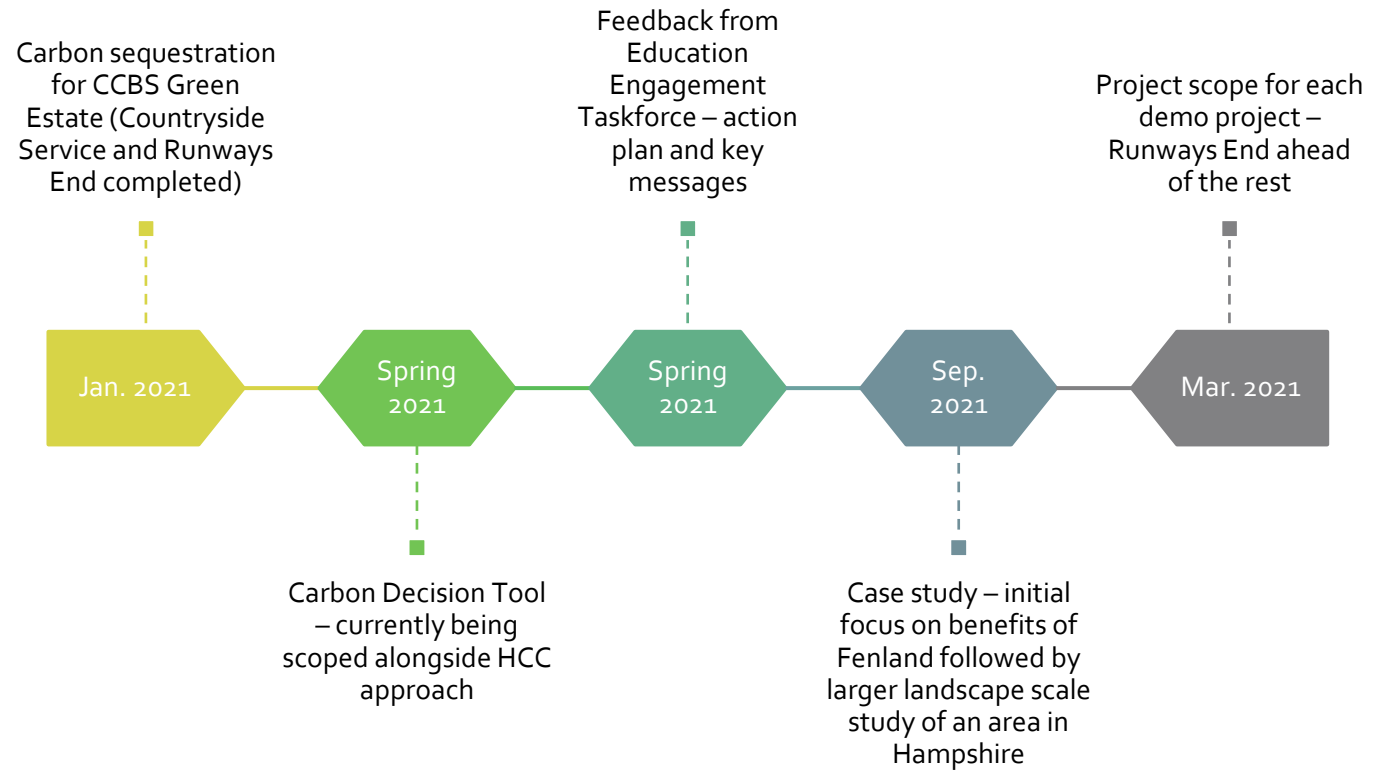 Carbon sequestration
for CCBS Green
Estate (Countryside
Service and Runways
End completed)
Feedback from
Education
Engagement
Taskforce – action
plan and key
messages
Project scope for each
demo project –
Runways End ahead
of the rest
Jan. 2021
Spring
2021
Spring
2021
Sep.
2021
Mar. 2021
Carbon Decision Tool
– currently being
scoped alongside HCC
approach
Case study – initial
focus on benefits of
Fenland followed by
larger landscape scale
study of an area in
Hampshire